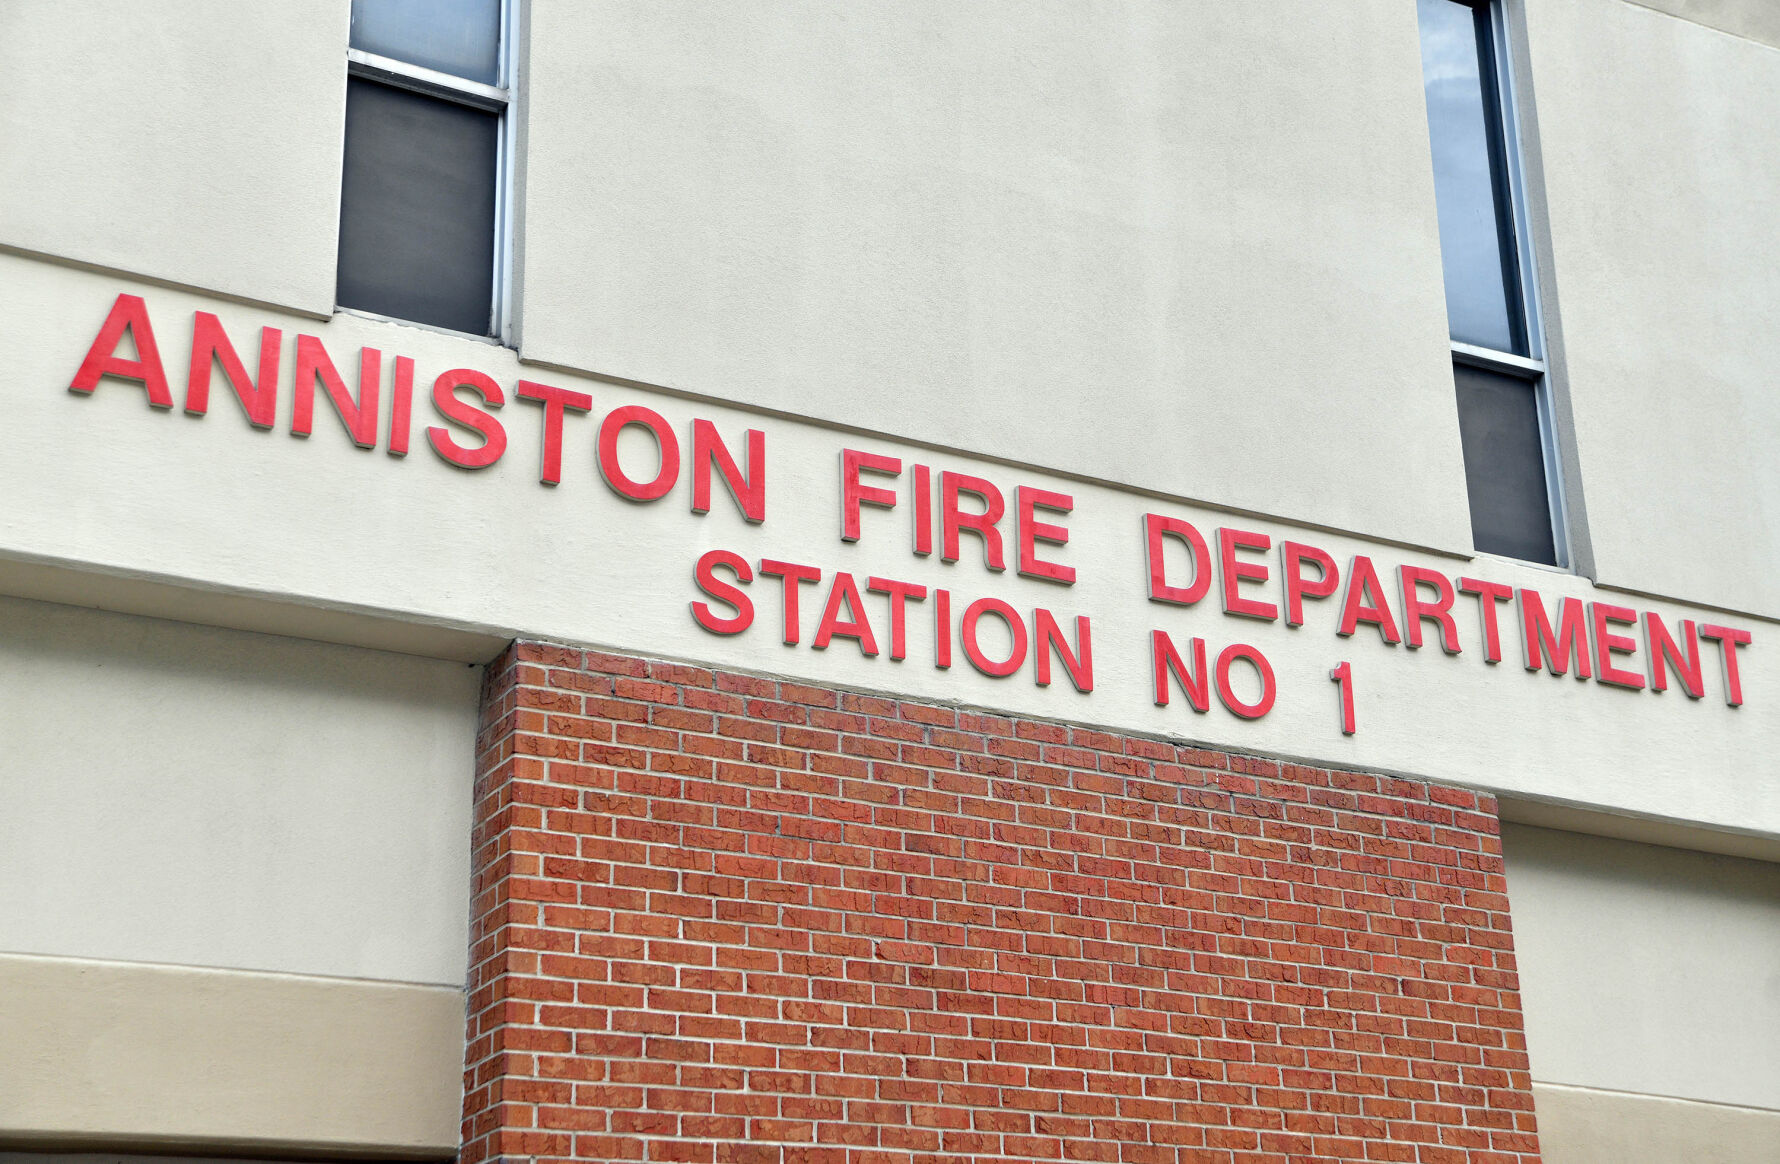 ANNISTON FIRE DEPARTMENT
STATION NO 1